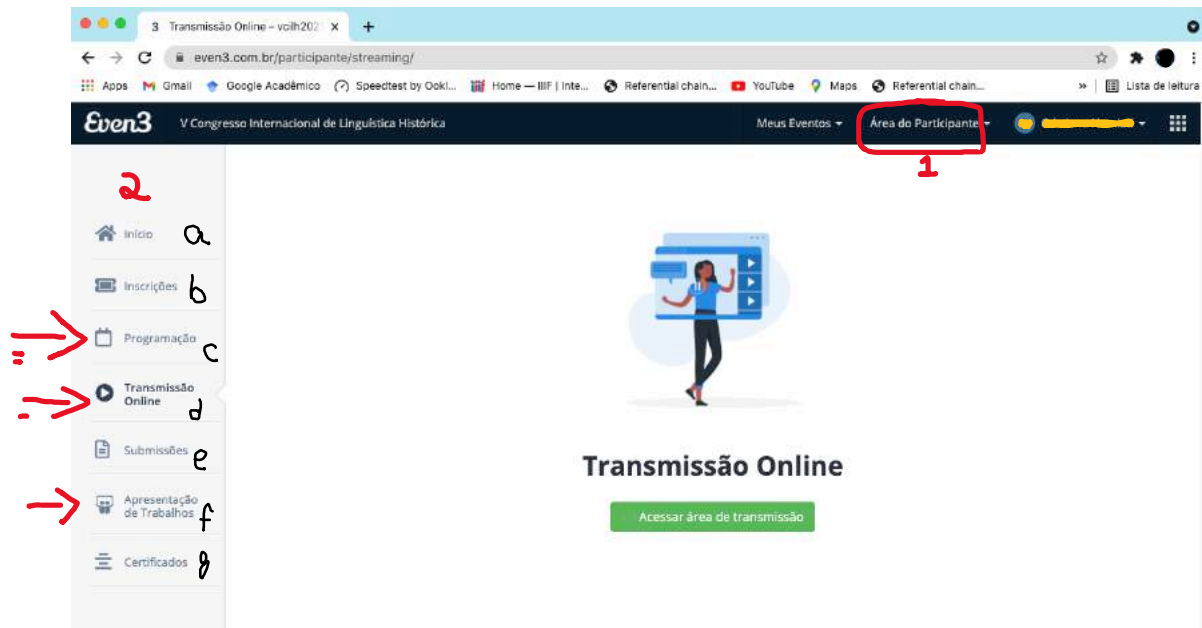 3 Transmissão Online – vcilh202 x +
even3.com.br/participante/streaming/
Apps Gmail Google Acadêmico Speedtest by Ookl... Home — IIIF | Inte... Referential chain... YouTube Maps Referential chain... » Lista de leitura
Even3 V Congresso Internacional de Linguística Histórica Meus Eventos Área do Participante
1
2
Início a
Inscrições b
Programação c
Transmissão
Online d
Submissões e
Apresentação
de Trabalhos f
Certificados g
Transmissão Online
Acessar área de transmissão